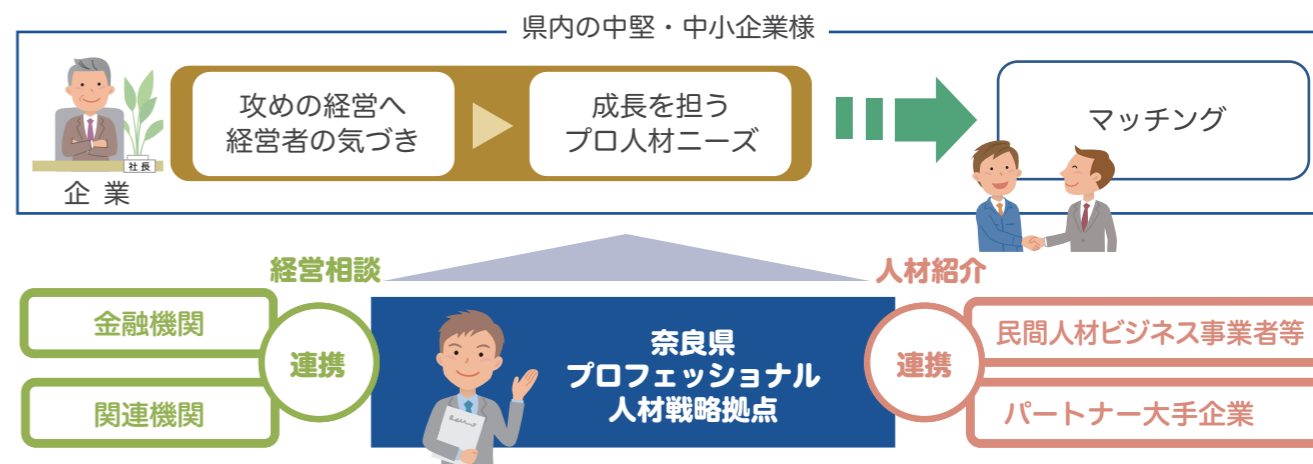 県内の中堅・中小企業様
攻めの経営へ
経営者の気づき
成長を担う
プロ人材ニーズ
マッチング
社長
企業
経営相談
人材紹介
金融機関
関連機関
連携
奈良県
プロフェッショナル
人材戦略拠点
連携
民間人材ビジネス事業者等
パートナー大手企業